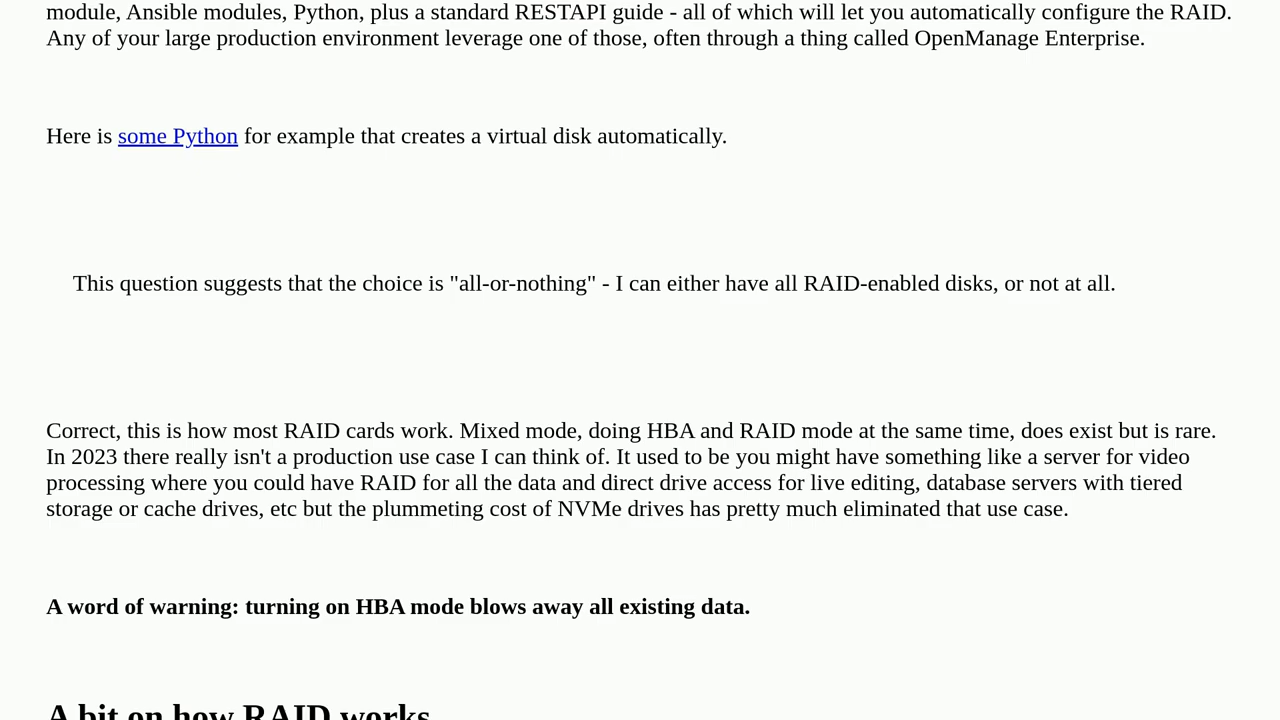 module, Ansible modules, Python, plus a standard RESTAPI guide - all of which will let you automatically configure the RAID.
Any of your large production environment leverage one of those, often through a thing called OpenManage Enterprise.
Here is some Python for example that creates a virtual disk automatically.
This question suggests that the choice is "all-or-nothing" - I can either have all RAID-enabled disks, or not at all.
Correct, this is how most RAID cards work. Mixed mode, doing HBA and RAID mode at the same time, does exist but is rare.
In 2023 there really isn't a production use case I can think of. It used to be you might have something like a server for video
processing where you could have RAID for all the data and direct drive access for live editing, database servers with tiered
storage or cache drives, etc but the plummeting cost of NVMe drives has pretty much eliminated that use case.
A word of warning: turning on HBA mode blows away all existing data.
A bit on how RAID works